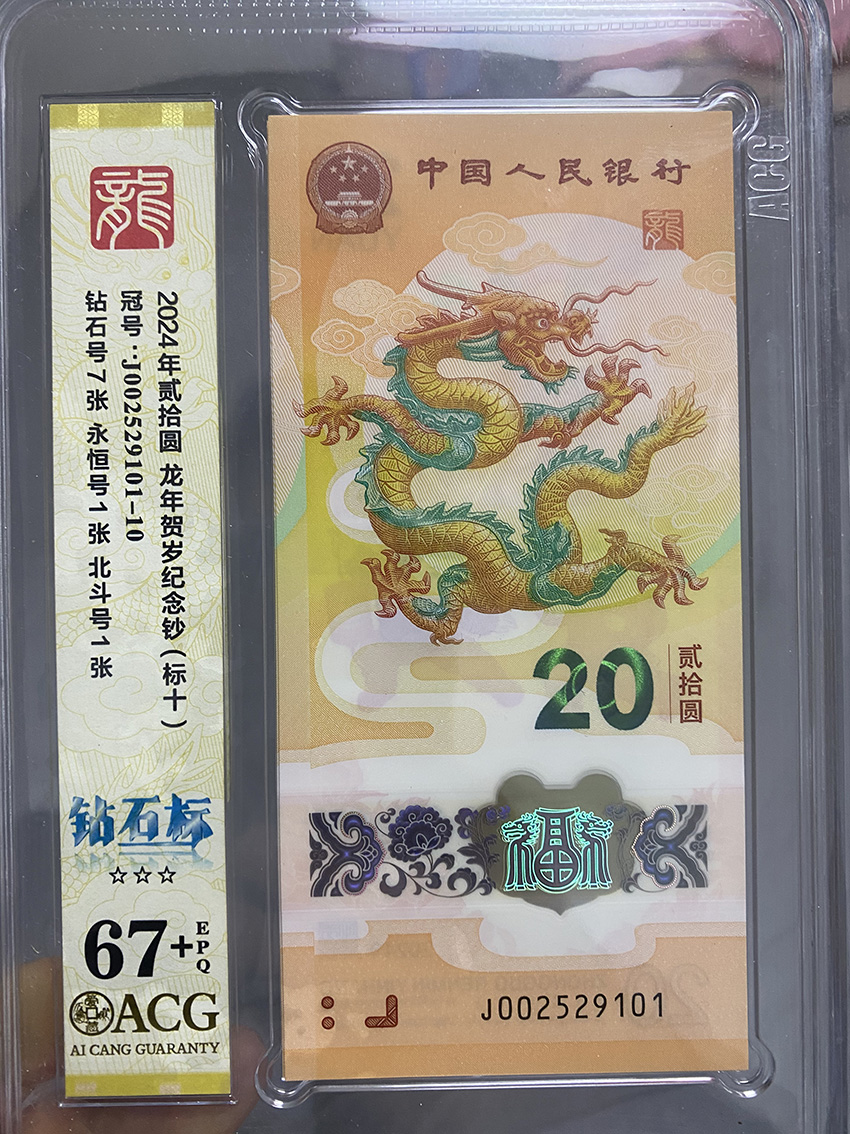 龍
2024年贰拾圆 龙年贺岁纪念钞(标十)
冠号:J002529101-10
钻石号7张 永恒号1张 北斗号1张
钻石标
☆☆☆
67+
EPQ
ACG
AI CANG GUARANTY
中国人民银行
龍
20
贰拾圆
福
J002529101
ACG